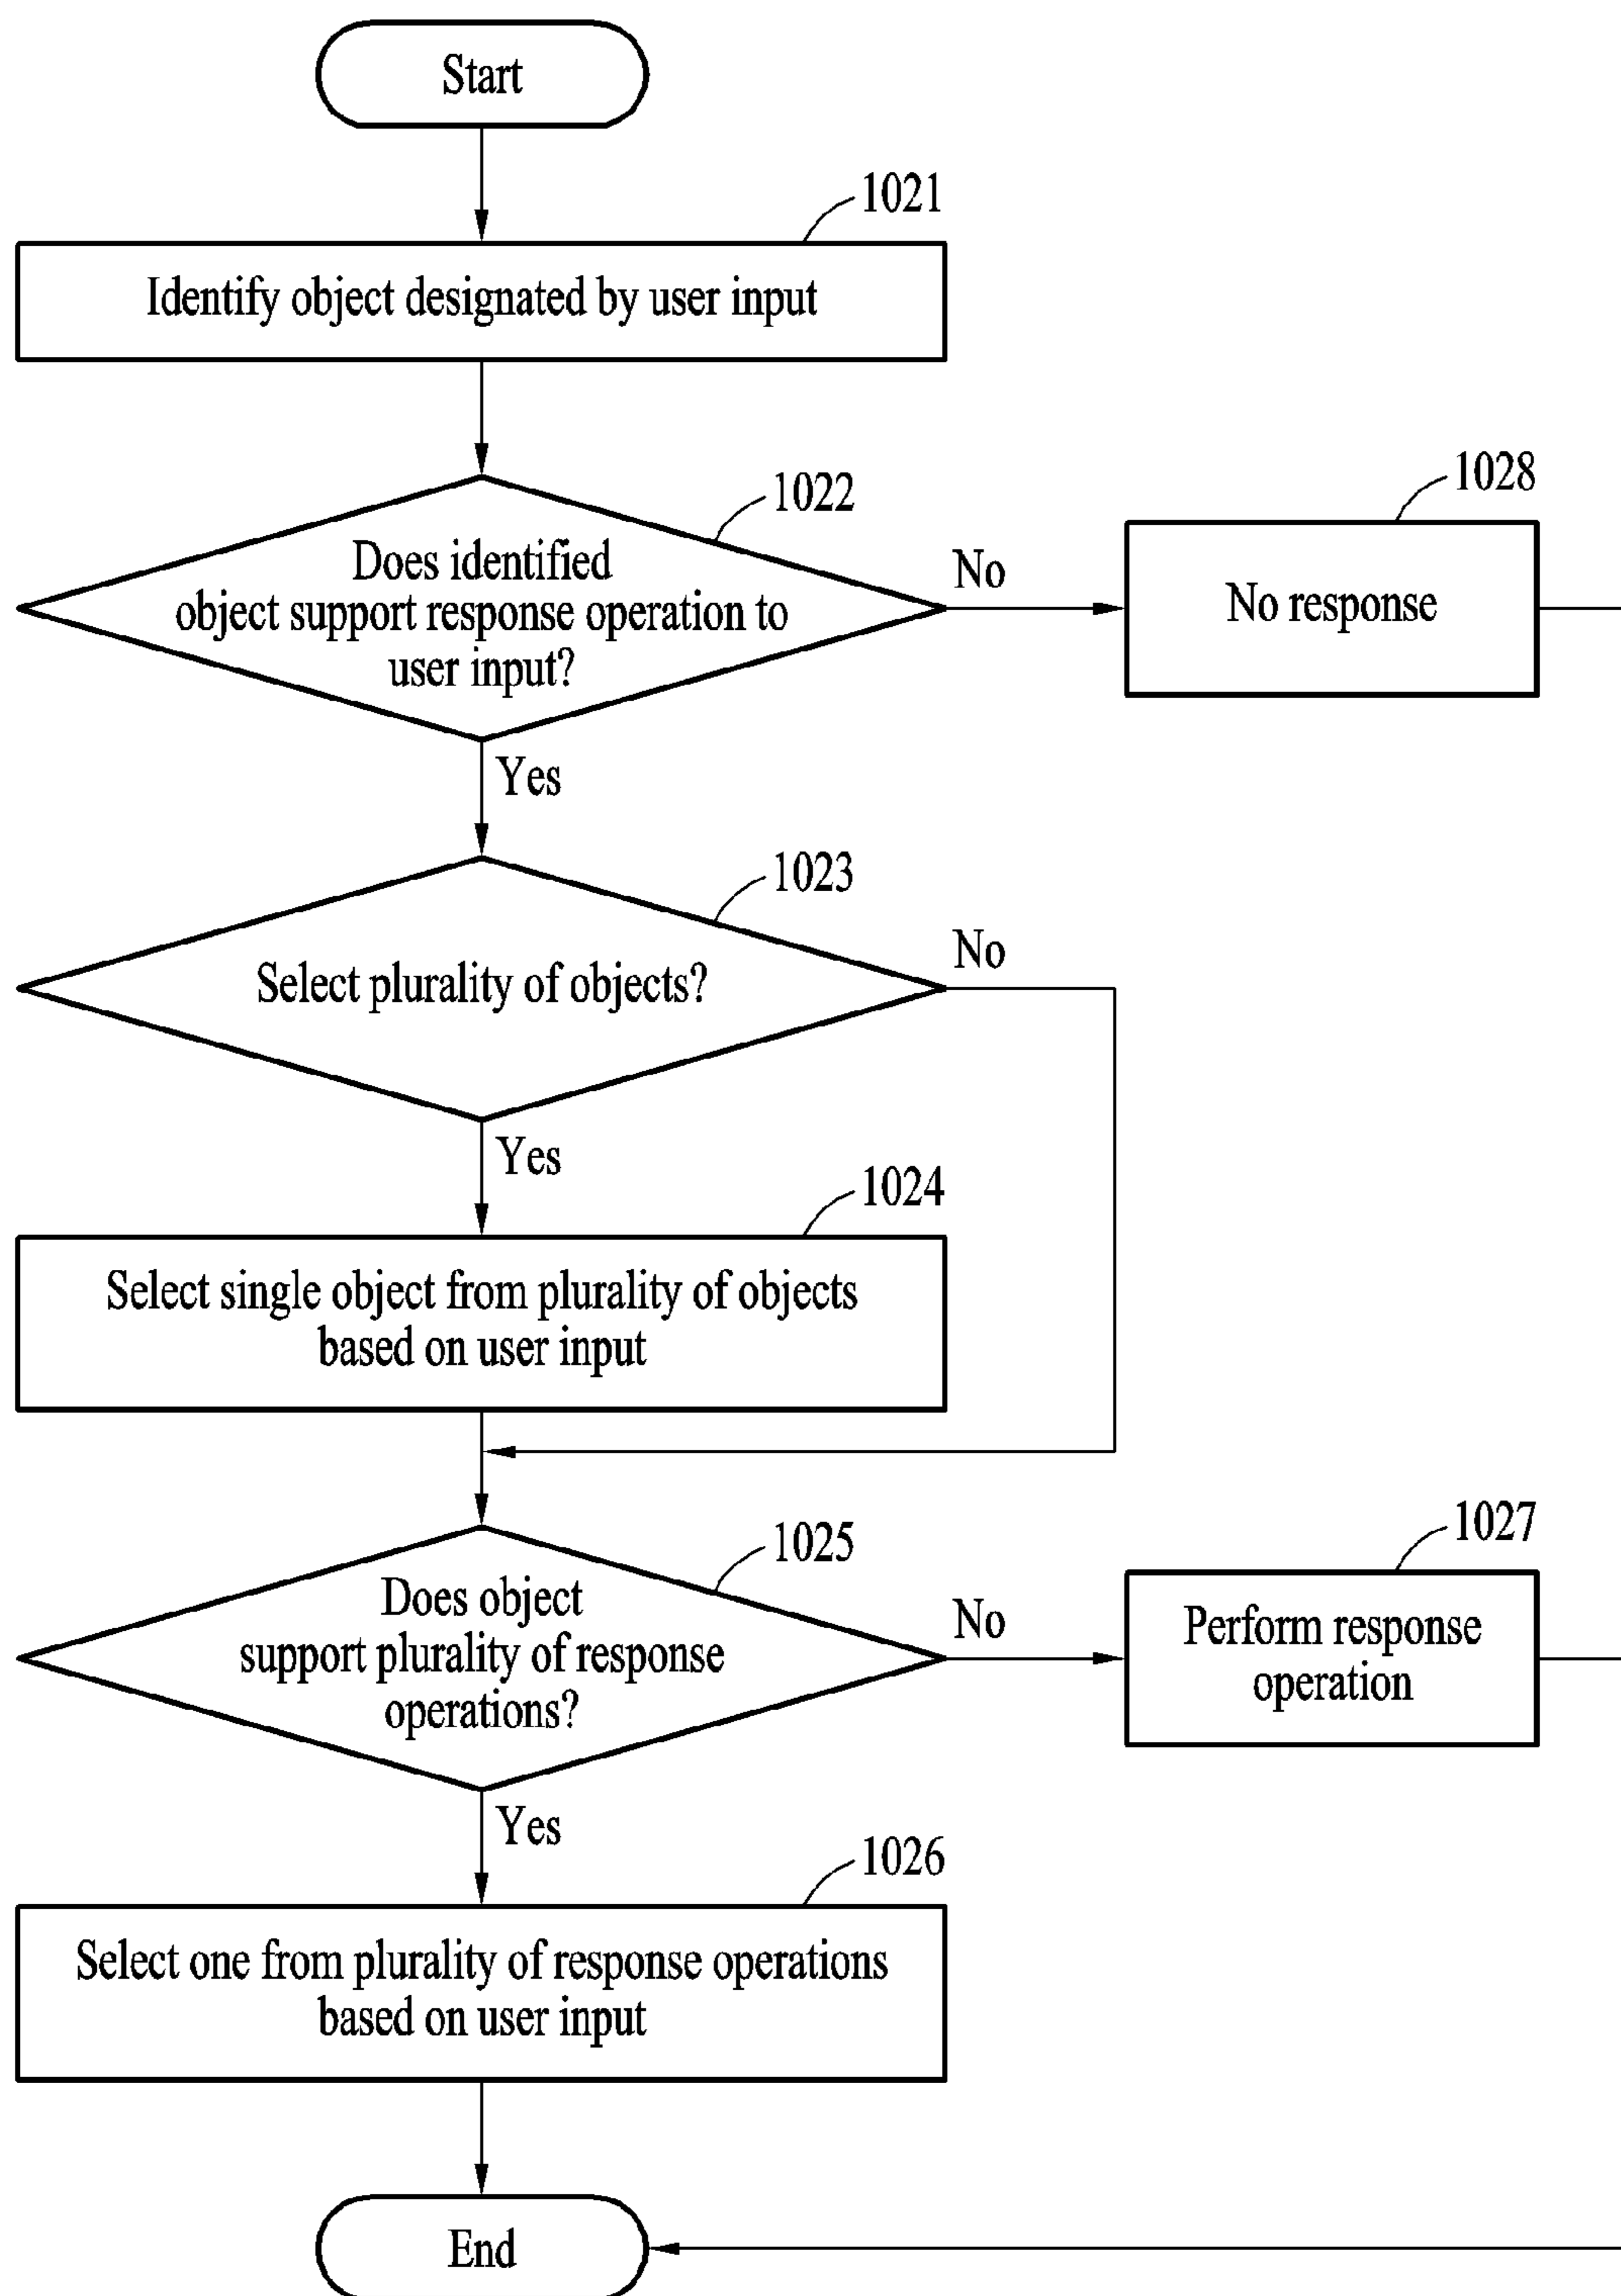 Start
1021
Identify object designated by user input
1022
Does identified
object support response operation to
user input?
No
1028
No response
Yes
1023
Select plurality of objects?
No
Yes
1024
Select single object from plurality of objects
based on user input
1025
Does object
support plurality of response
operations?
No
1027
Perform response
operation
Yes
1026
Select one from plurality of response operations
based on user input
End